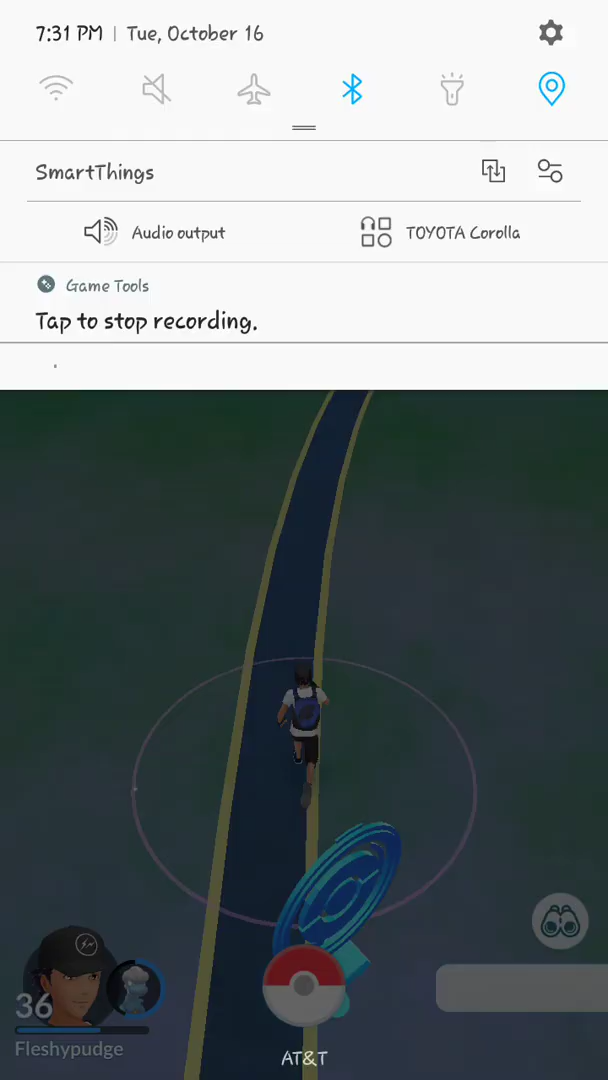 7:31 PM | Tue, October 16
SmartThings
Audio output
TOYOTA Corolla
Game Tools
Tap to stop recording.
36
Fleshypudge
AT&T